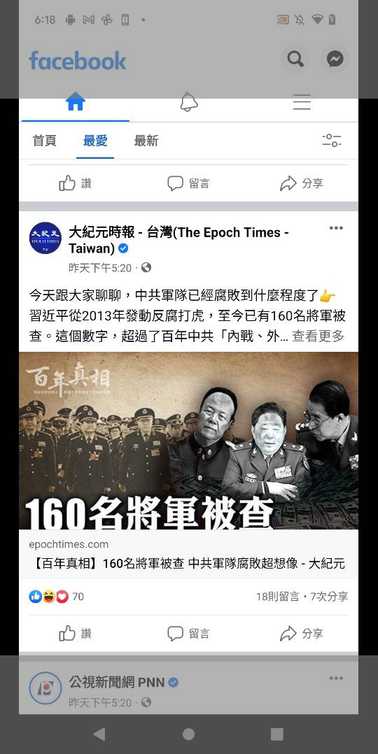 6:18
facebook
首頁 最愛 最新
讚 留言 分享
大紀元時報 - 台灣(The Epoch Times -
Taiwan)
昨天下午5:20 ·
今天跟大家聊聊，中共軍隊已經腐敗到什麼程度了👉
習近平從2013年發動反腐打虎，至今已有160名將軍被
查。這個數字，超過了百年中共「內戰、外... 查看更多
百年真相
160名將軍被查
epochtimes.com
【百年真相】160名將軍被查 中共軍隊腐敗超想像 - 大紀元
70 18則留言 · 7次分享
讚 留言 分享
公視新聞網 PNN
昨天下午5:20 ·